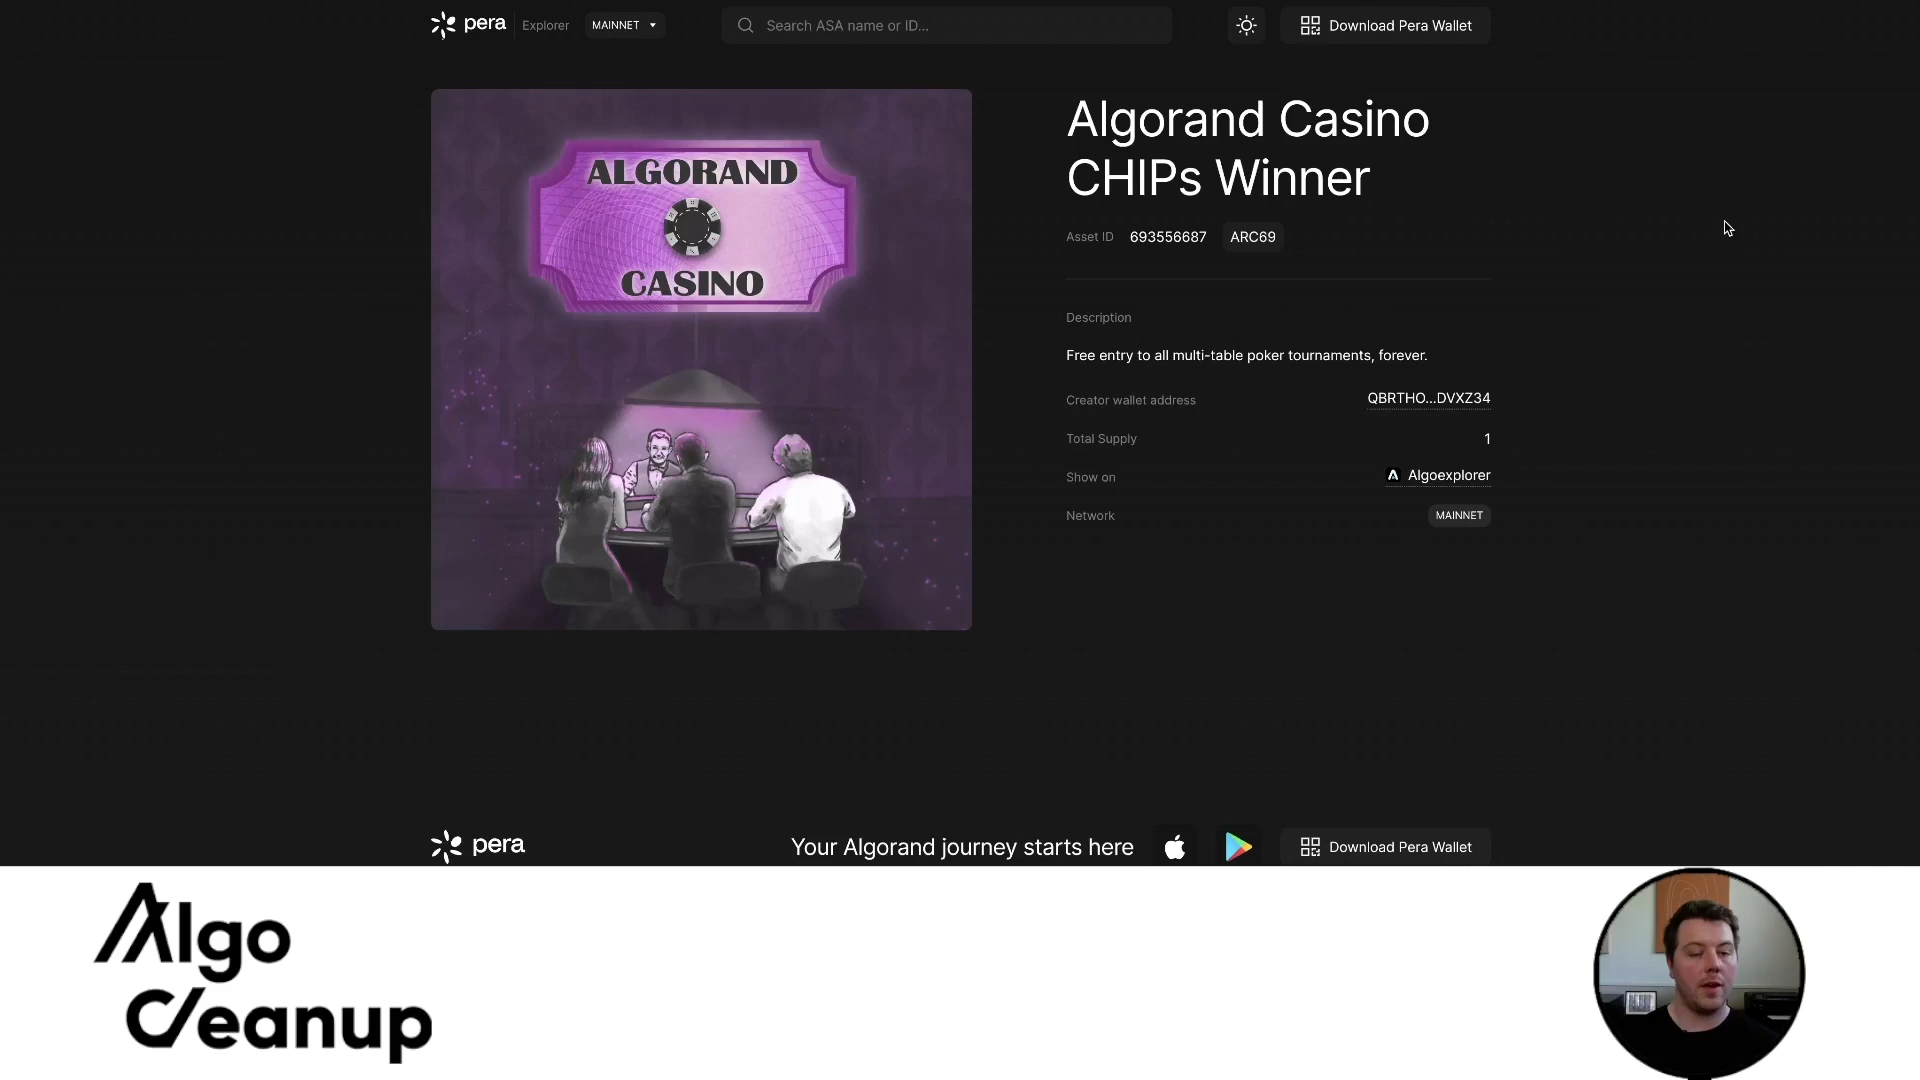 pera
Explorer
MAINNET
Search ASA name or ID...
Download Pera Wallet
ALGORAND
CASINO
Algorand Casino
CHIPs Winner
Asset ID 693556687 ARC69
Description
Free entry to all multi-table poker tournaments, forever.
Creator wallet address QBRTHO...DVXZ34
Total Supply 1
Show on Algoexplorer
Network MAINNET
pera
Your Algorand journey starts here
Download Pera Wallet
Algo
Cleanup